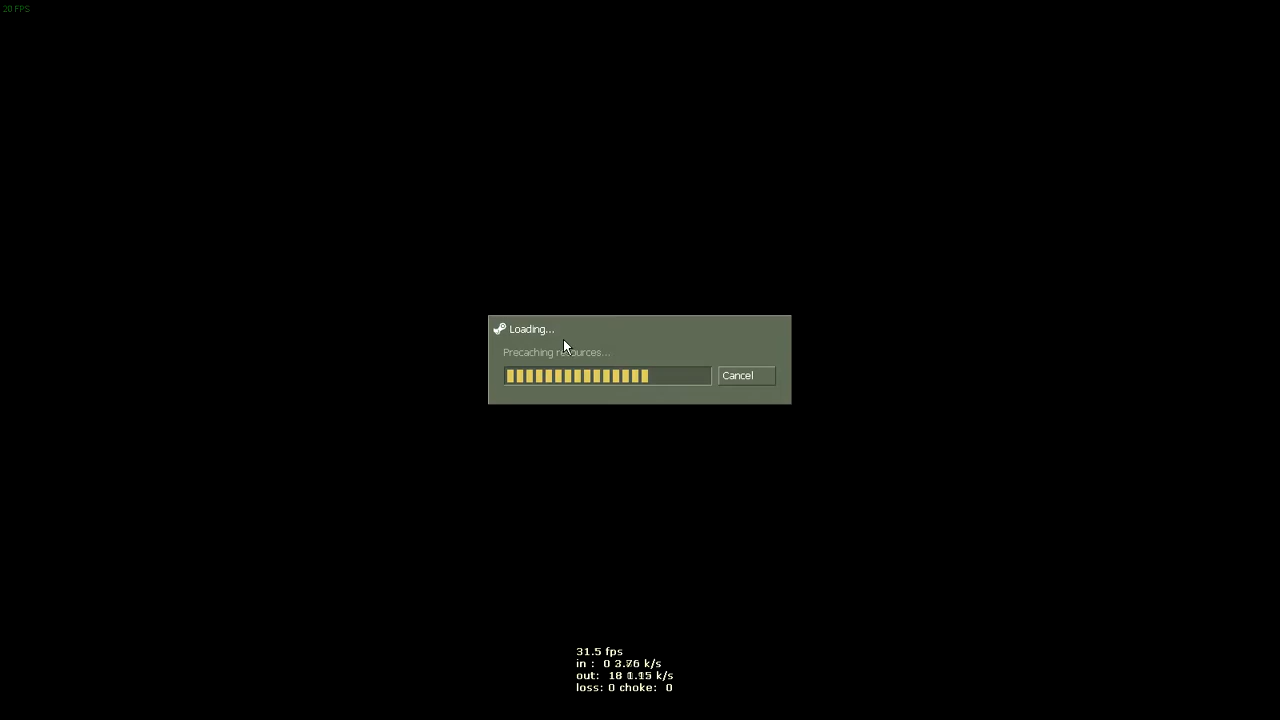 20 FPS
Loading...
Precaching resources...
Cancel
31.5 fps
in : 0 3.76 k/s
out: 18 1.15 k/s
loss: 0 choke: 0